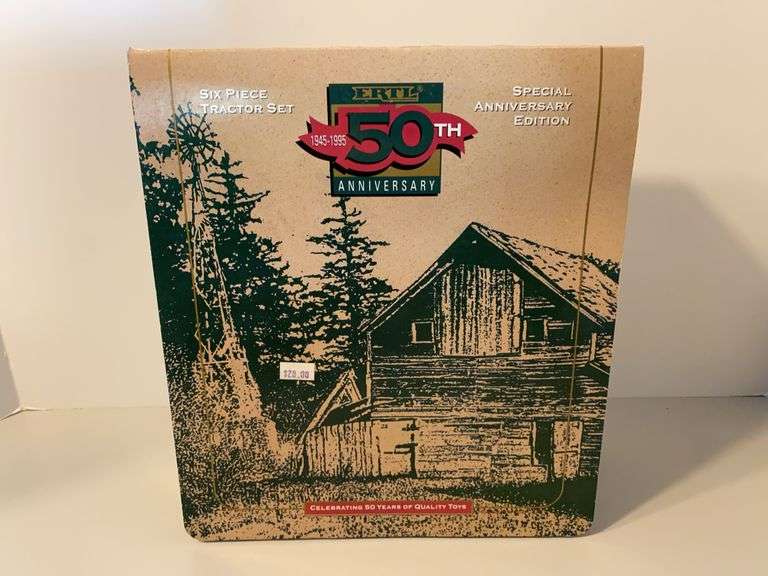 SIX PIECE
TRACTOR SET
ERTL
1945-1995
50TH
ANNIVERSARY
SPECIAL
ANNIVERSARY
EDITION
$20.00
CELEBRATING 50 YEARS OF QUALITY TOYS